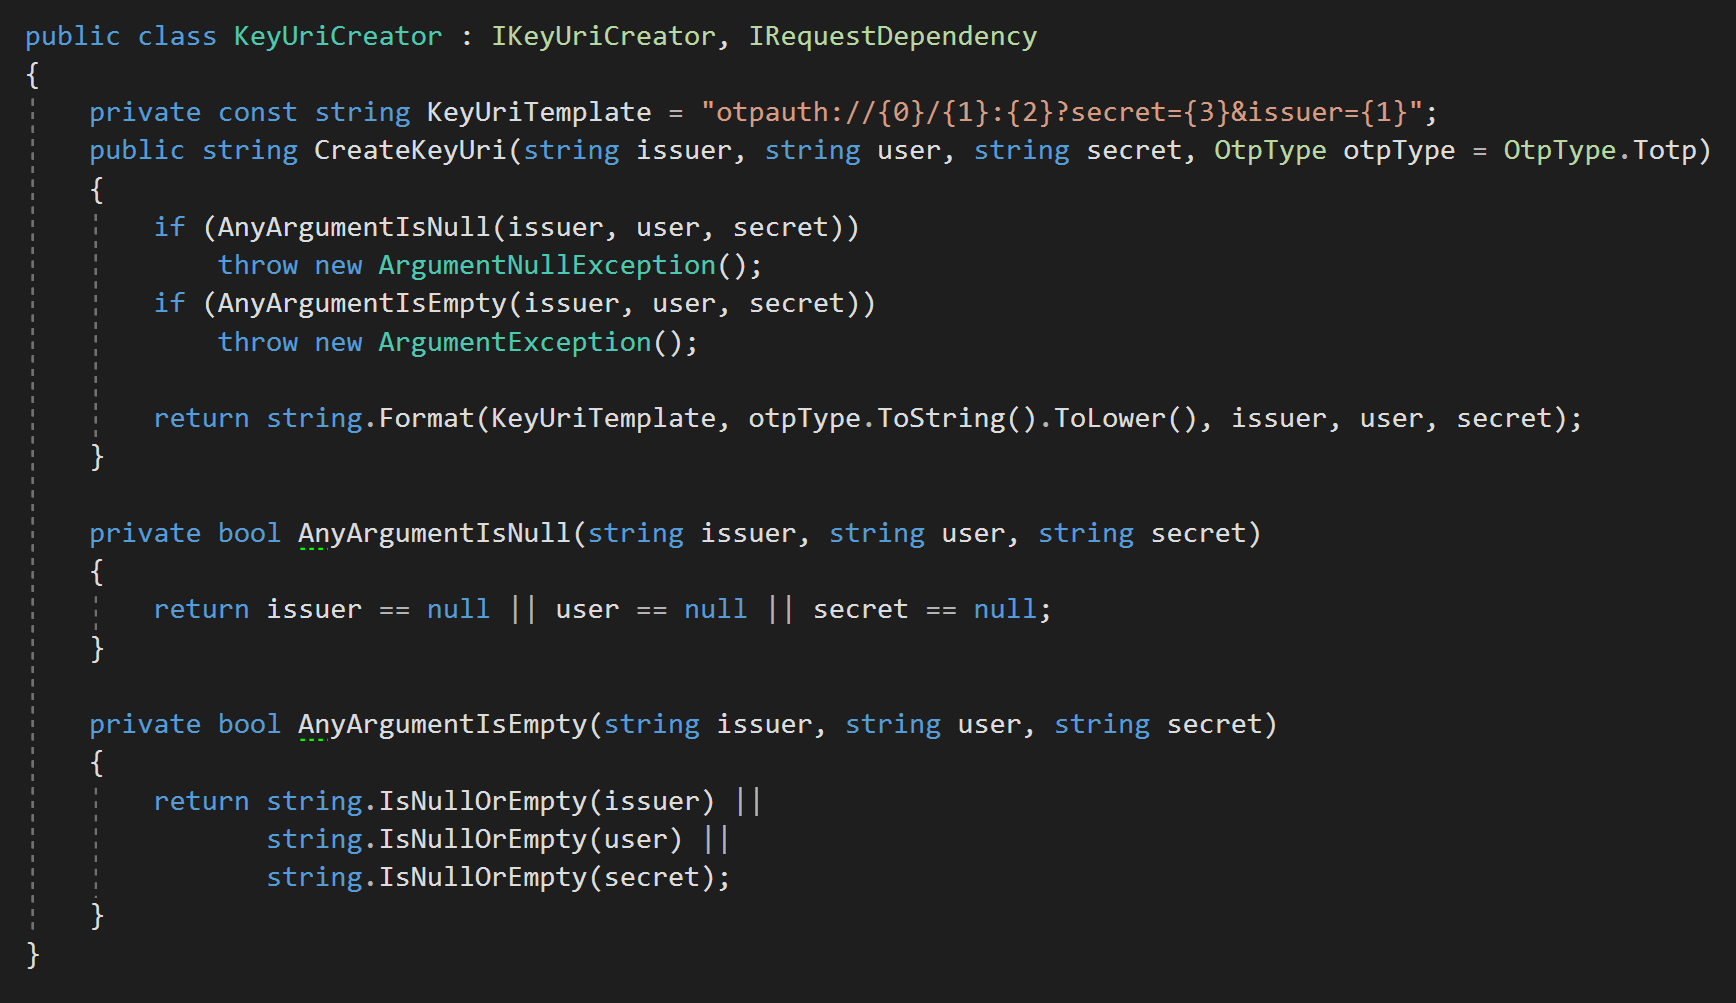 public class KeyUriCreator : IKeyUriCreator, IRequestDependency
{
    private const string KeyUriTemplate = "otpauth://{0}/{1}:{2}?secret={3}&issuer={1}";
    public string CreateKeyUri(string issuer, string user, string secret, OtpType otpType = OtpType.Totp)
    {
        if (AnyArgumentIsNull(issuer, user, secret))
            throw new ArgumentNullException();
        if (AnyArgumentIsEmpty(issuer, user, secret))
            throw new ArgumentException();

        return string.Format(KeyUriTemplate, otpType.ToString().ToLower(), issuer, user, secret);
    }

    private bool AnyArgumentIsNull(string issuer, string user, string secret)
    {
        return issuer == null || user == null || secret == null;
    }

    private bool AnyArgumentIsEmpty(string issuer, string user, string secret)
    {
        return string.IsNullOrEmpty(issuer) ||
               string.IsNullOrEmpty(user) ||
               string.IsNullOrEmpty(secret);
    }
}